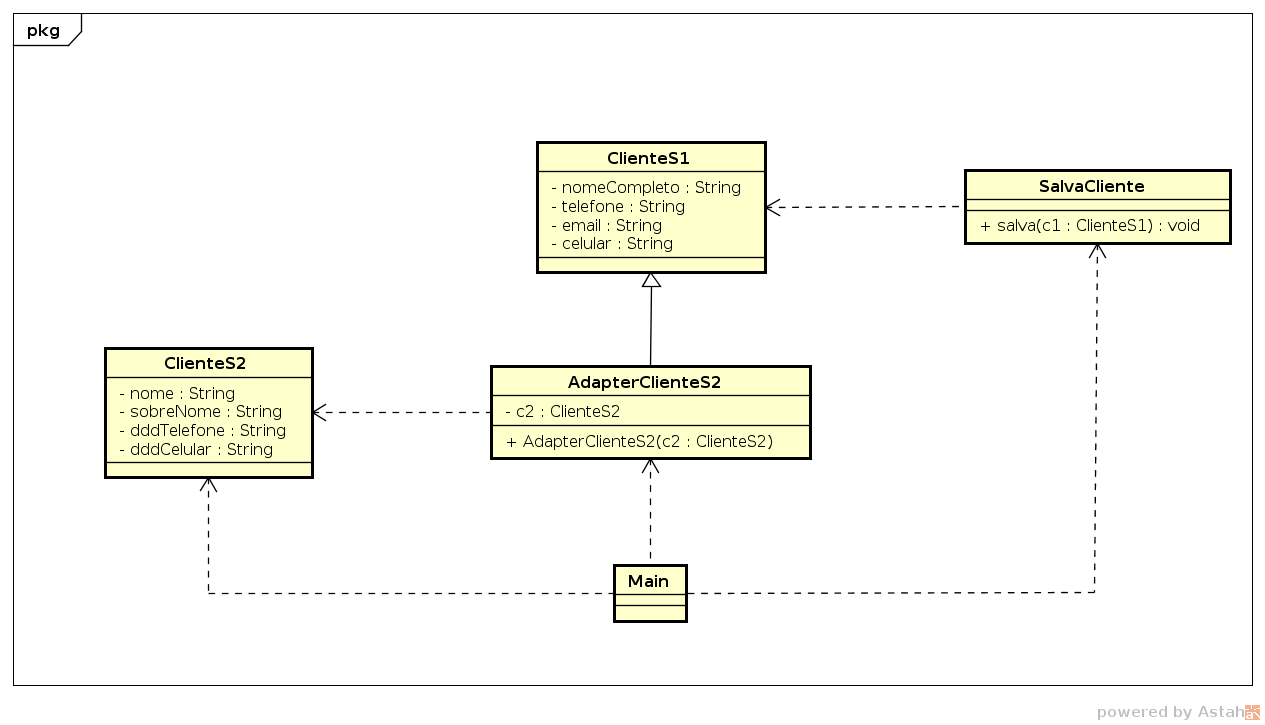 pkg
ClienteS1
- nomeCompleto : String
- telefone : String
- email : String
- celular : String
SalvaCliente
+ salva(c1 : ClienteS1) : void
ClienteS2
- nome : String
- sobreNome : String
- dddTelefone : String
- dddCelular : String
AdapterClienteS2
- c2 : ClienteS2
+ AdapterClienteS2(c2 : ClienteS2)
Main
powered by Astah